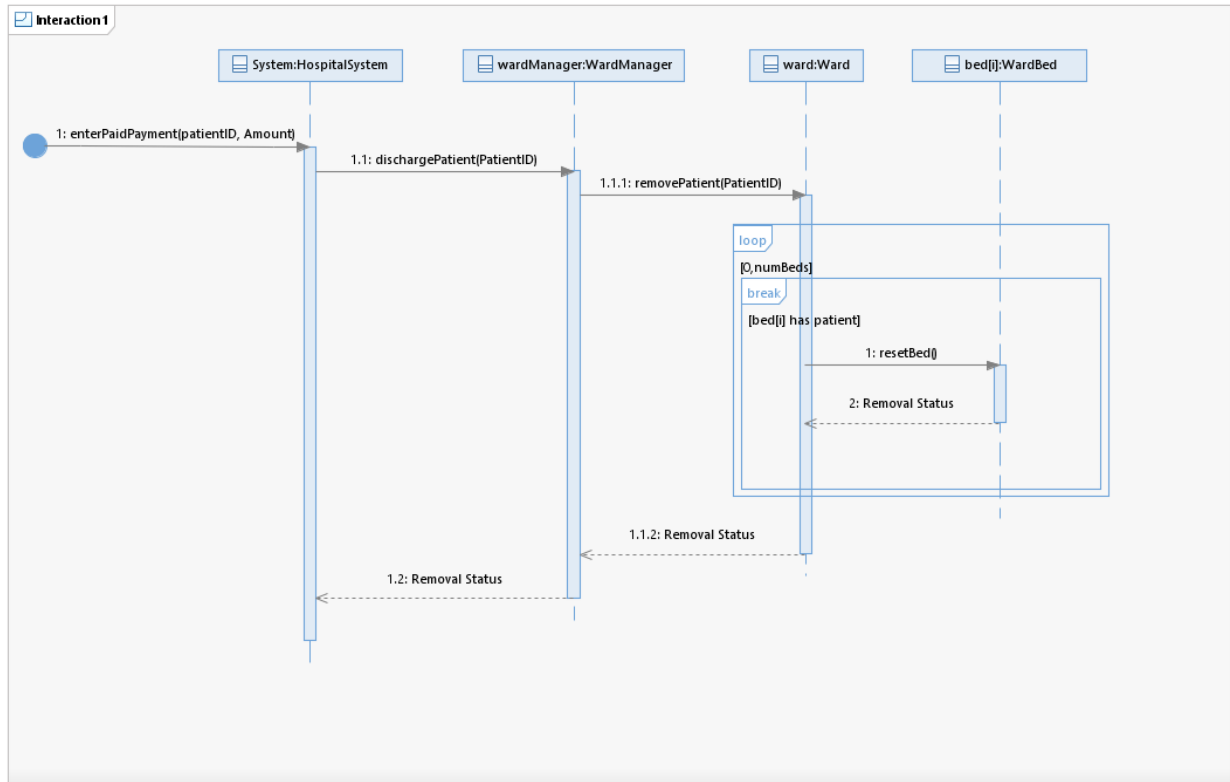 Interaction1
System:HospitalSystem
wardManager:WardManager
ward:Ward
bed[i]:WardBed
1: enterPaidPayment(patientID, Amount)
1.1: dischargePatient(PatientID)
1.1.1: removePatient(PatientID)
loop
[0,numBeds]
break
[bed[i] has patient]
1: resetBed()
2: Removal Status
1.1.2: Removal Status
1.2: Removal Status